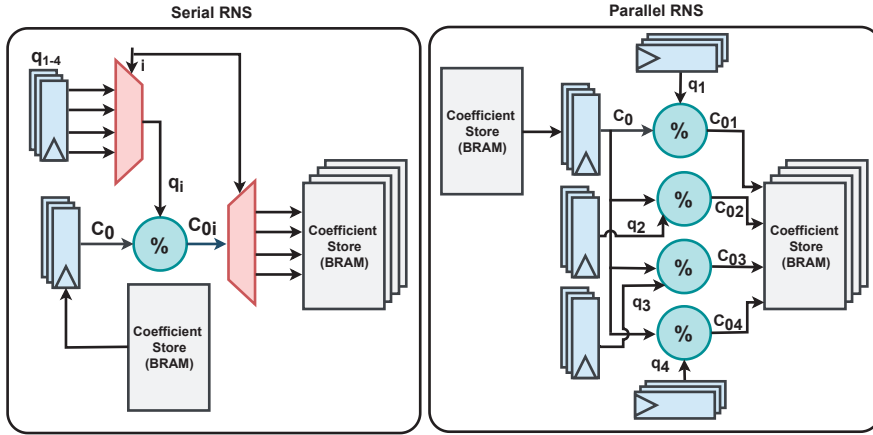 Serial RNS
q1-4
i
qi
C0
%
C0i
Coefficient
Store
(BRAM)
Coefficient
Store
(BRAM)
Parallel RNS
Coefficient
Store
(BRAM)
q1
C0
%
C01
q2
%
C02
Coefficient
Store
(BRAM)
q3
%
C03
%
C04
q4